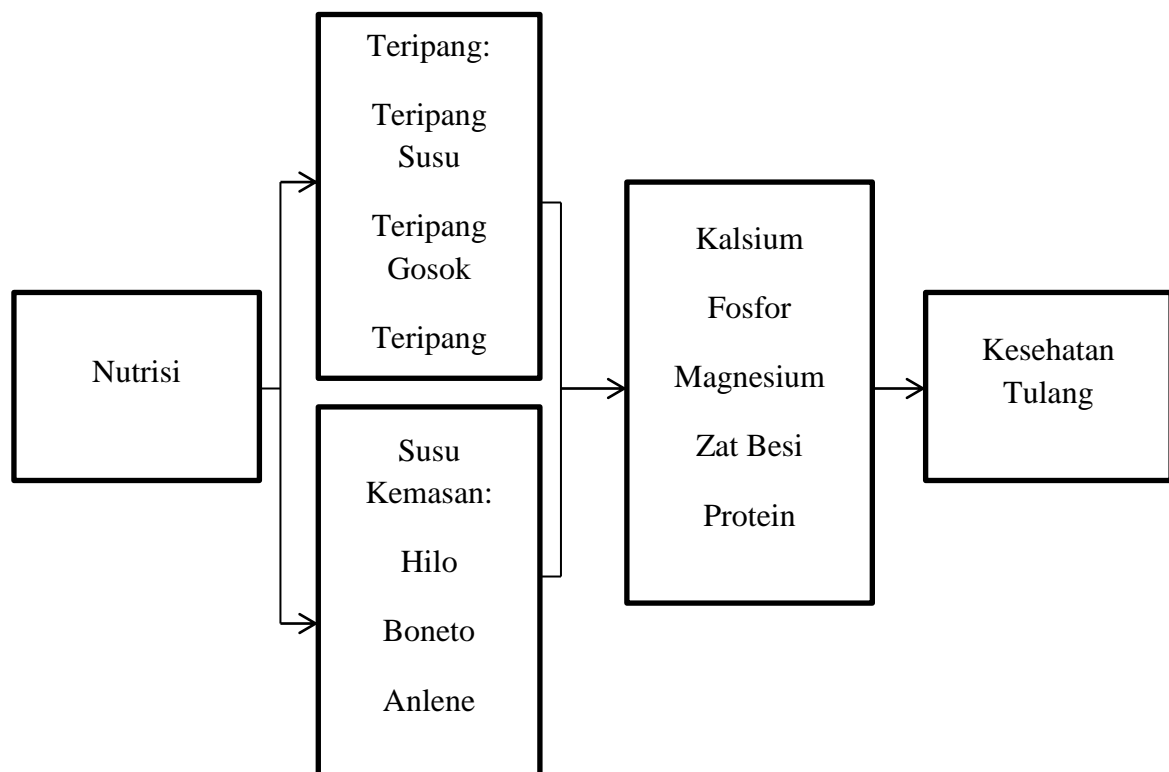 Nutrisi
Teripang:
Teripang
Susu
Teripang
Gosok
Teripang
Susu
Kemasan:
Hilo
Boneto
Anlene
Kalsium
Fosfor
Magnesium
Zat Besi
Protein
Kesehatan
Tulang